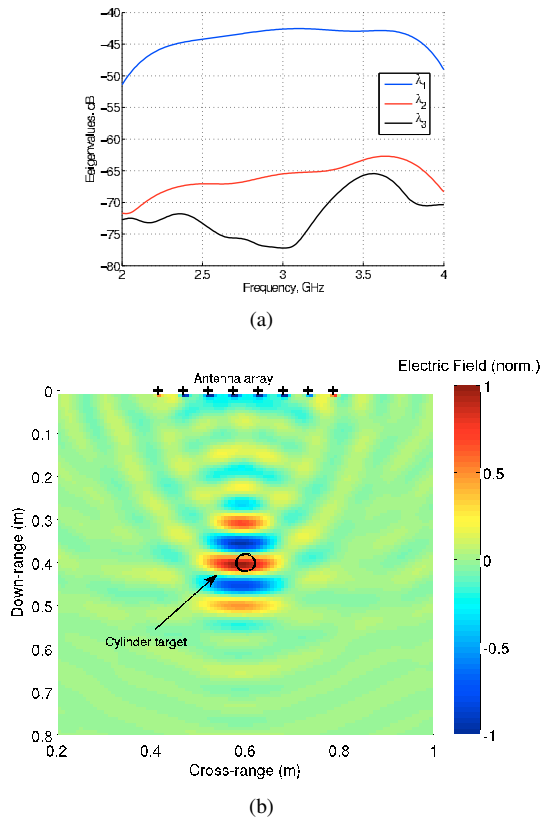 −40
−45
−50
−55
−60
−65
−70
−75
−80
Eeigenvalues, dB
λ1
λ2
λ3
2 2.5 3 3.5 4
Frequency, GHz
(a)
Electric Field (norm.)
Antenna array
0
0.1
0.2
0.3
0.4
0.5
0.6
0.7
0.8
Down-range (m)
Cylinder target
0.2 0.4 0.6 0.8 1
Cross-range (m)
1
0.5
0
-0.5
-1
(b)